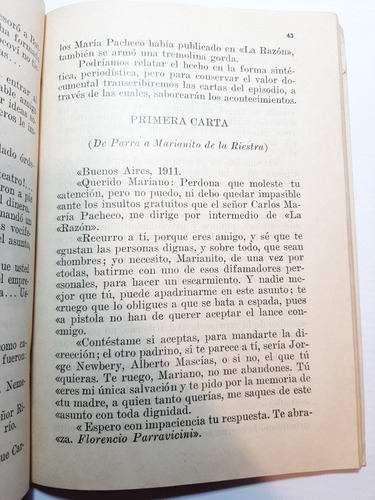 43
los María Pacheco había publicado en «La Razón»,
también se armó una tremolina gorda.
Podríamos relatar el hecho en la forma sinté-
tica, periodística, pero para conservar el valor do-
cumental transcribiremos las cartas del episodio, a
través de las cuales, saborearán los acontecimientos.
PRIMERA CARTA
(De Parra a Marianito de la Riestra)
«Buenos Aires, 1911.
«Querido Mariano: Perdona que moleste tu
«atención, pero no puedo, ni debo quedar impasible
«ante los insultos gratuitos que el señor Carlos Ma-
«ría Pacheco, me dirige por intermedio de «La
«Razón».
«Recurro a tí, porque eres amigo, y sé que te
«gustan las personas dignas, y sobre todo, que sean
«hombres; yo necesito, Marianito, de una vez por
«todas, batirme con uno de esos difamadores per-
«sonales, para hacer un escarmiento. Y nadie me-
«jor que tú, puede apadrinarme en este asunto; te
«ruego que lo obligues a que se bata a espada, pues
«a pistola no han de querer aceptar el lance con-
«migo.
«Contéstame si aceptas, para mandarte la di-
«rección; el otro padrino, si te parece a tí, sería Jor-
«ge Newbery, Alberto Mascías, o si no, el que tú
«quieras. Te ruego, Mariano, no me abandones. Tú
«eres mi única salvación y te pido por la memoria de
«tu madre, a quien tanto querías, me saques de este
«asunto con toda dignidad.
« Espero con impaciencia tu respuesta. Te abra-
«za. Florencio Parravicini».